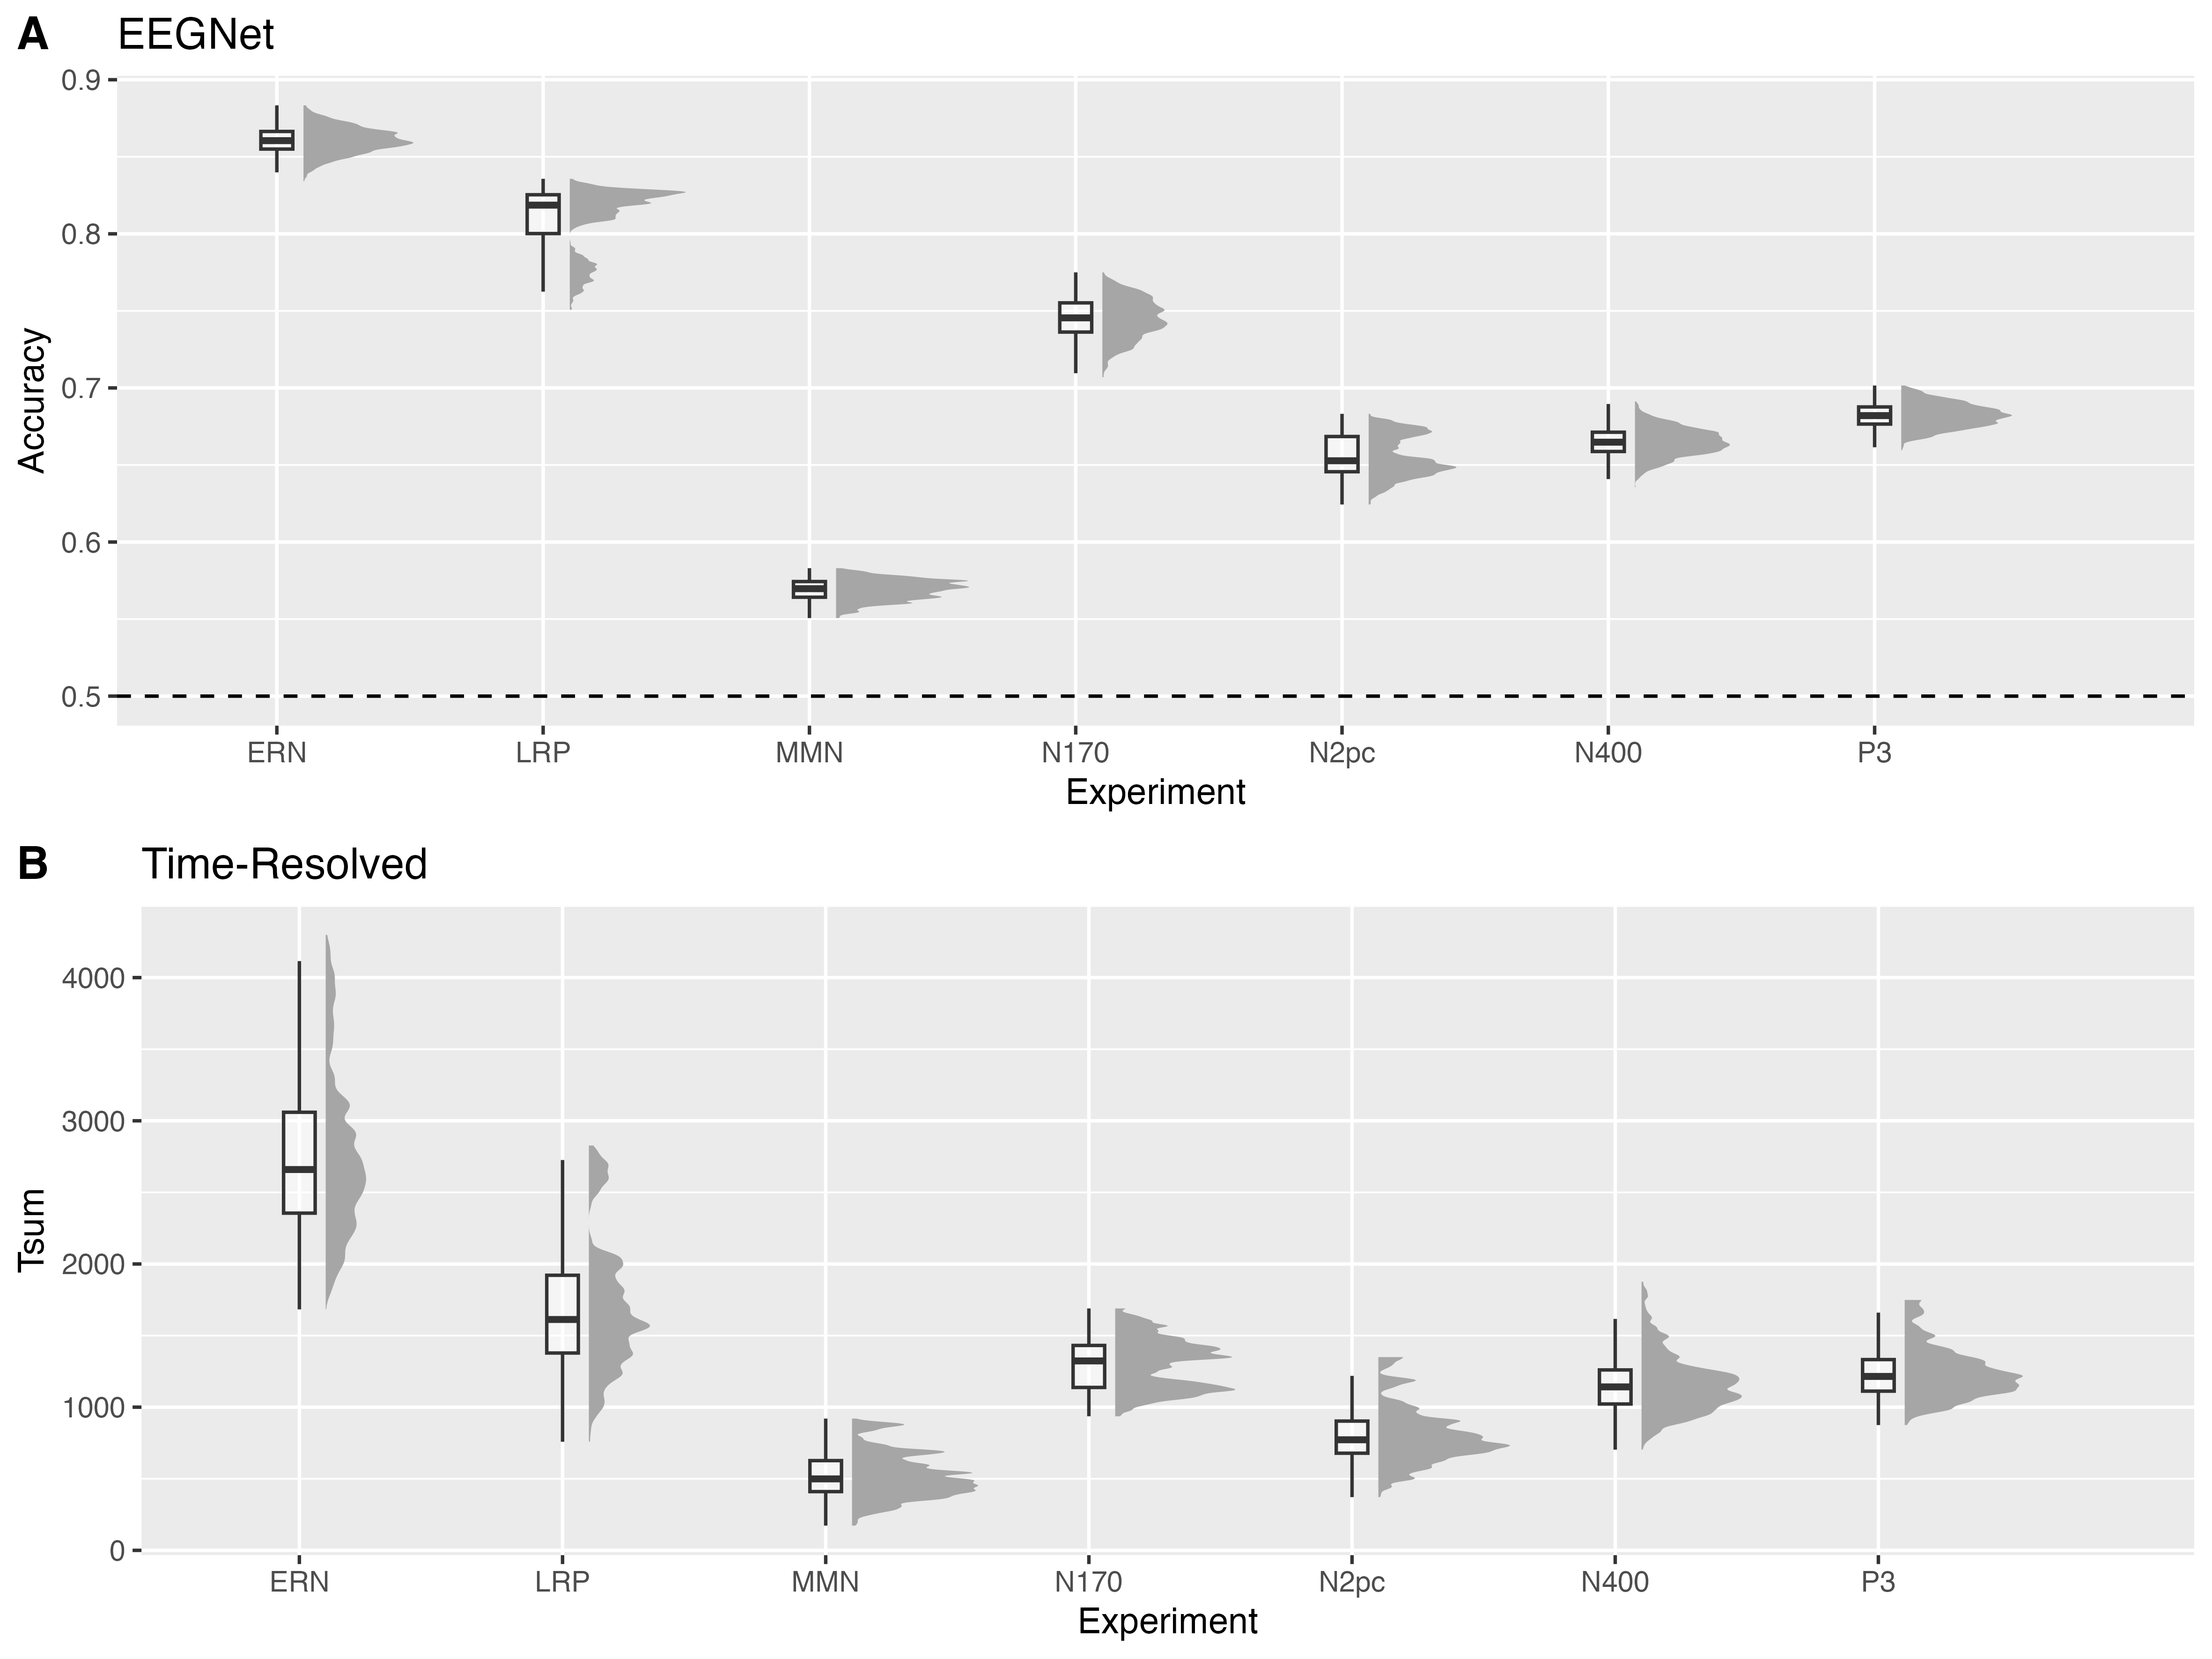 A EEGNet
0.9
0.8
0.7
0.6
0.5
Accuracy
ERN LRP MMN N170 N2pc N400 P3
Experiment
B Time-Resolved
4000
3000
2000
1000
0
Tsum
ERN LRP MMN N170 N2pc N400 P3
Experiment